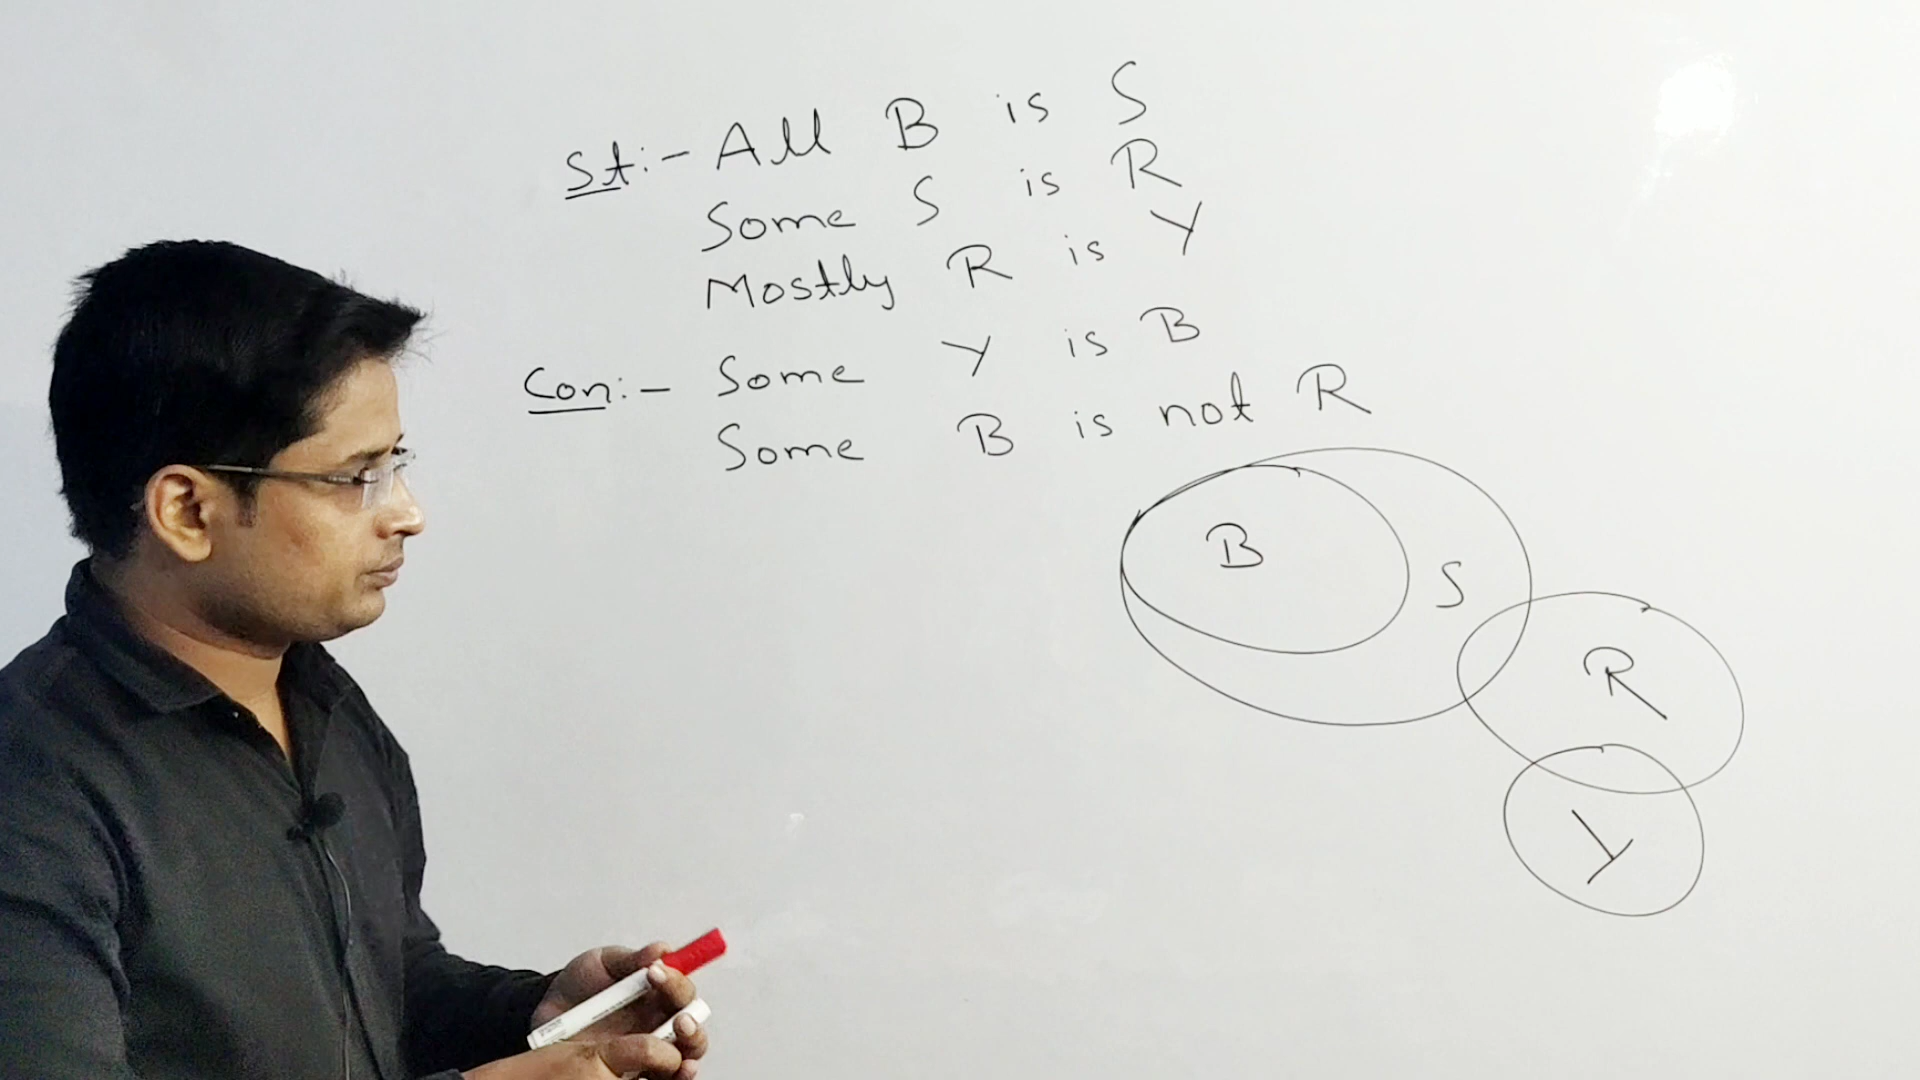 St:- All B is S
Some S is R
Mostly R is Y
Con:- Some Y is B
Some B is not R
B
S
R
Y